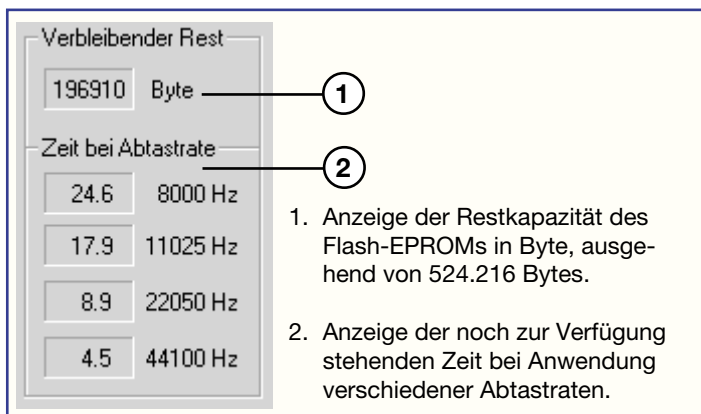 Verbleibender Rest
196910 Byte
1
Zeit bei Abtastrate
2
24.6 8000 Hz
17.9 11025 Hz
8.9 22050 Hz
4.5 44100 Hz
1. Anzeige der Restkapazität des
Flash-EPROMs in Byte, ausge-
hend von 524.216 Bytes.
2. Anzeige der noch zur Verfügung
stehenden Zeit bei Anwendung
verschiedener Abtastraten.